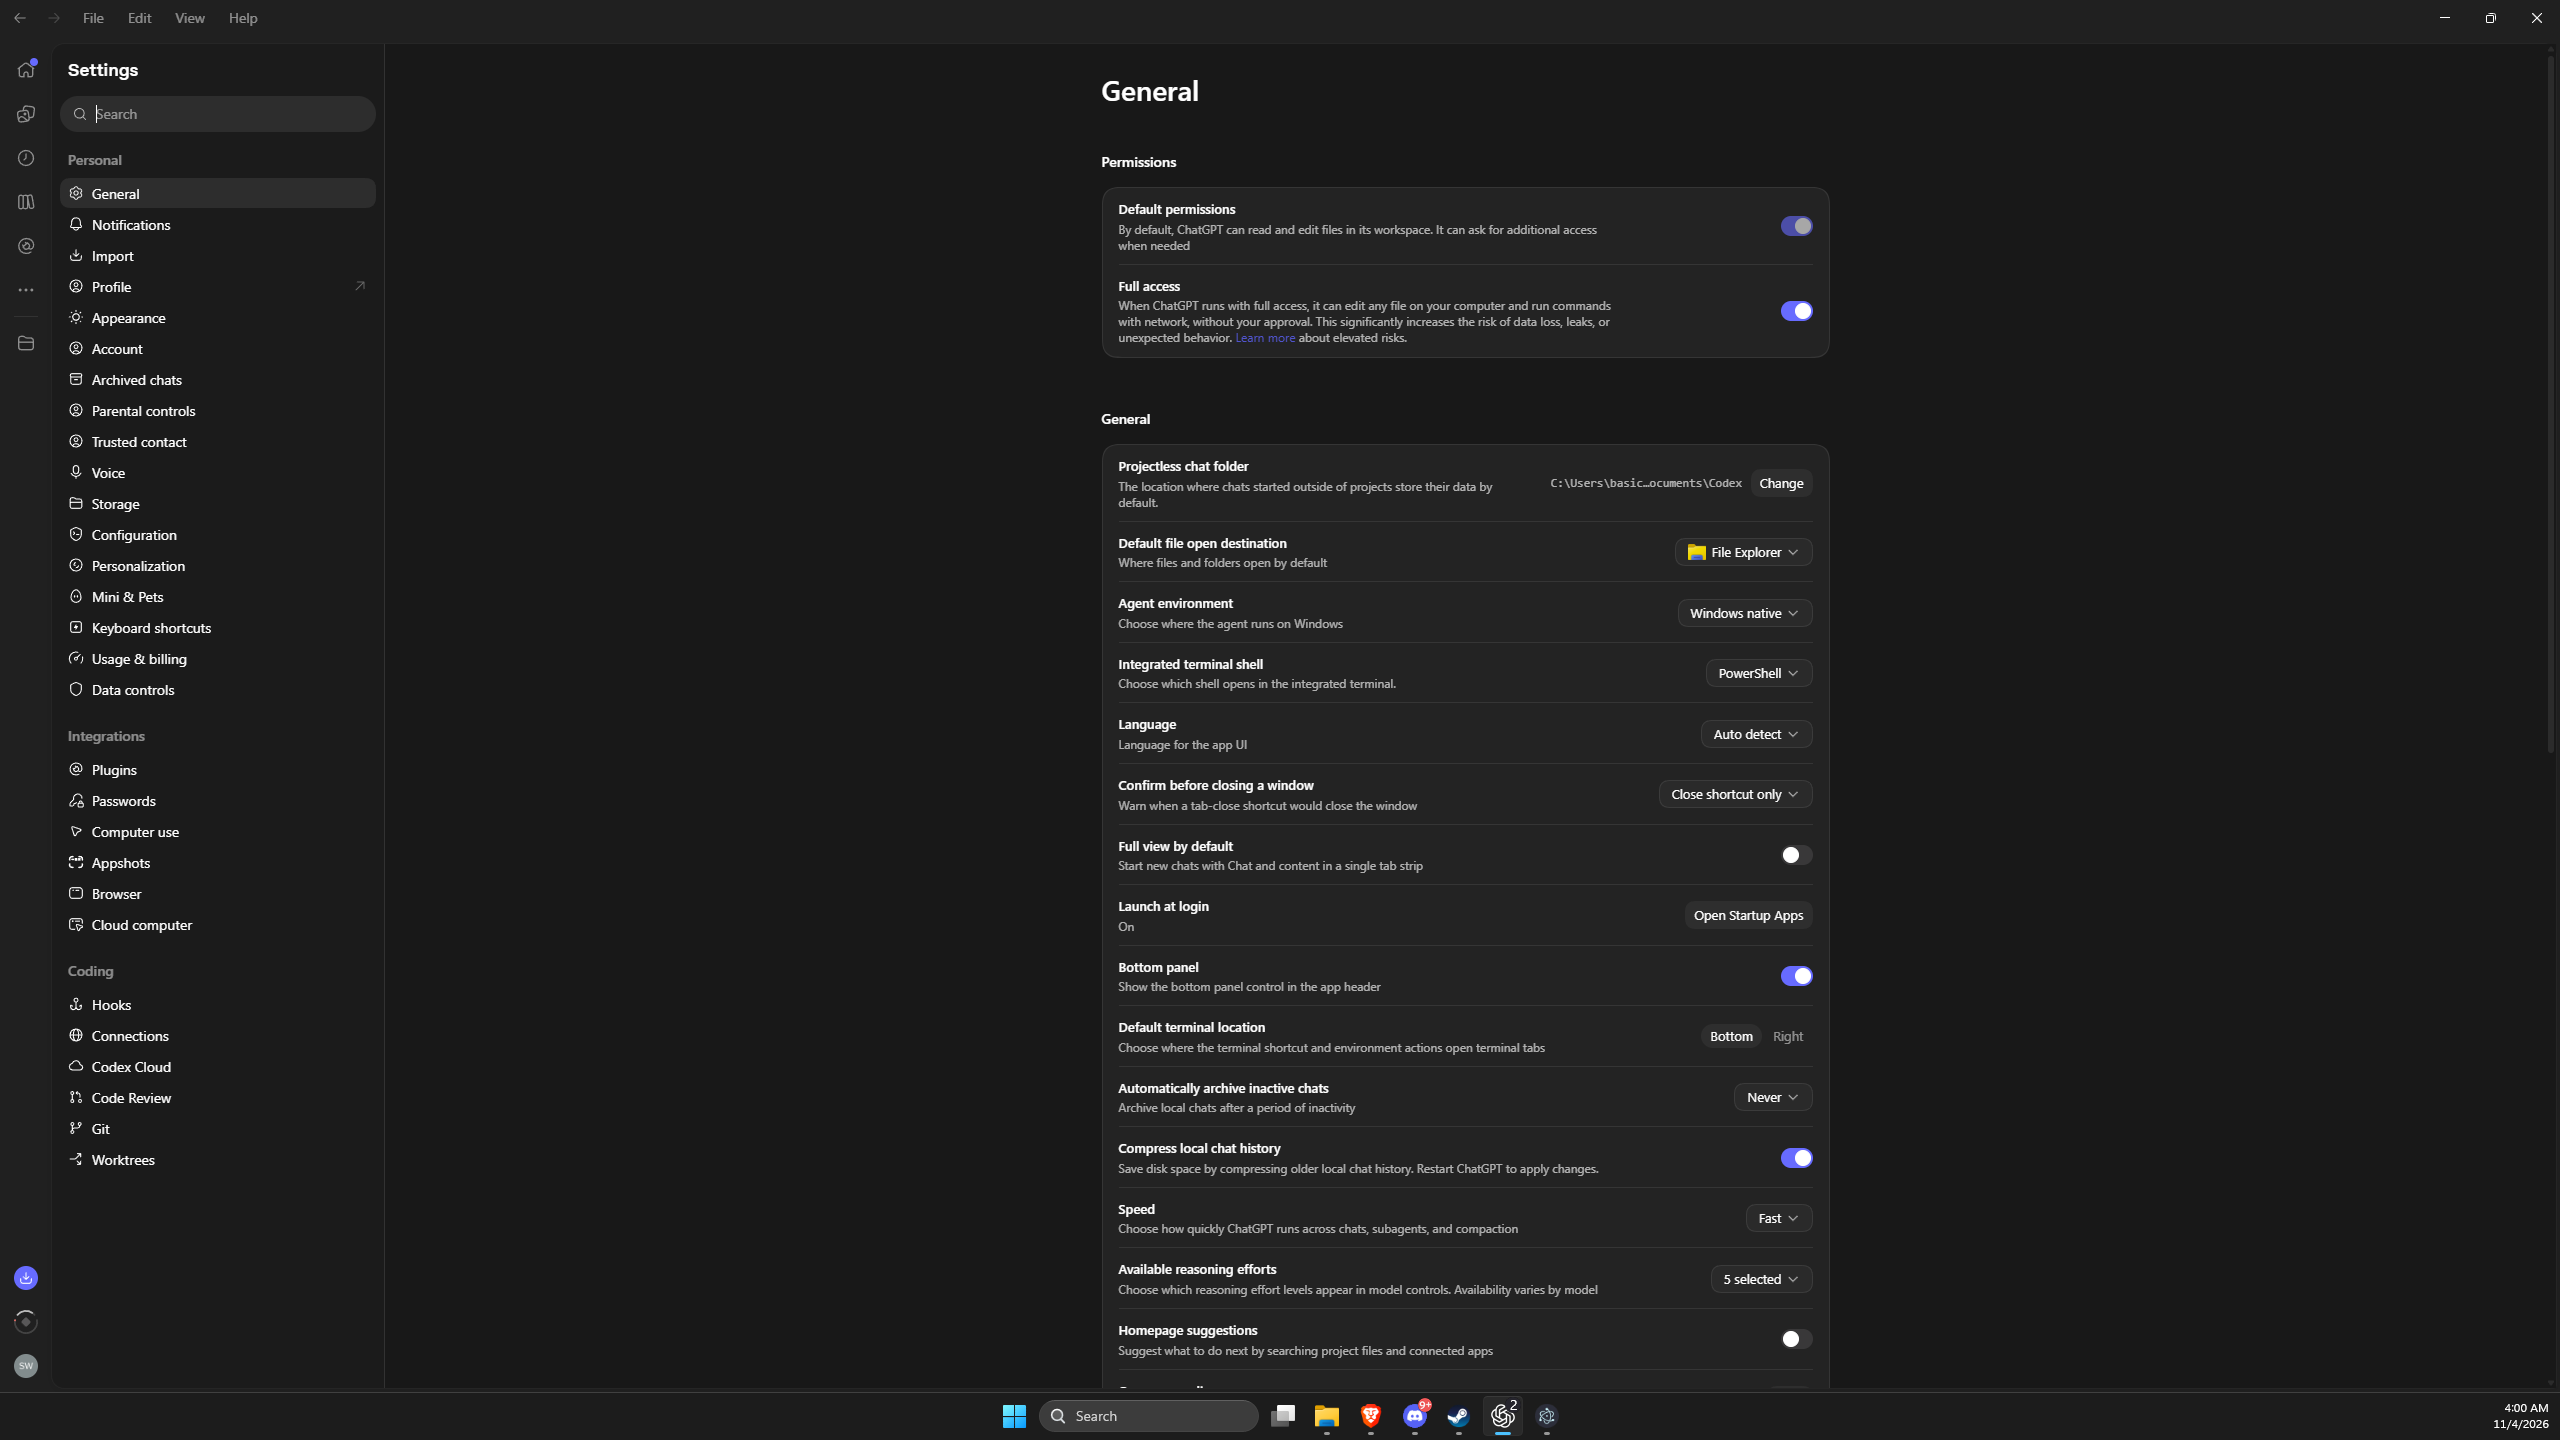 File Edit View Help
Settings
Search
Personal
General
Notifications
Import
Profile
Appearance
Account
Archived chats
Parental controls
Trusted contact
Voice
Storage
Configuration
Personalization
Mini & Pets
Keyboard shortcuts
Usage & billing
Data controls
Integrations
Plugins
Passwords
Computer use
Appshots
Browser
Cloud computer
Coding
Hooks
Connections
Codex Cloud
Code Review
Git
Worktrees
SW
General
Permissions
Default permissions
By default, ChatGPT can read and edit files in its workspace. It can ask for additional access
when needed
Full access
When ChatGPT runs with full access, it can edit any file on your computer and run commands
with network, without your approval. This significantly increases the risk of data loss, leaks, or
unexpected behavior. Learn more about elevated risks.
General
Projectless chat folder
The location where chats started outside of projects store their data by
default.
C:\Users\basic…ocuments\Codex Change
Default file open destination
Where files and folders open by default
File Explorer
Agent environment
Choose where the agent runs on Windows
Windows native
Integrated terminal shell
Choose which shell opens in the integrated terminal.
PowerShell
Language
Language for the app UI
Auto detect
Confirm before closing a window
Warn when a tab-close shortcut would close the window
Close shortcut only
Full view by default
Start new chats with Chat and content in a single tab strip
Launch at login
On
Open Startup Apps
Bottom panel
Show the bottom panel control in the app header
Default terminal location
Choose where the terminal shortcut and environment actions open terminal tabs
Bottom Right
Automatically archive inactive chats
Archive local chats after a period of inactivity
Never
Compress local chat history
Save disk space by compressing older local chat history. Restart ChatGPT to apply changes.
Speed
Choose how quickly ChatGPT runs across chats, subagents, and compaction
Fast
Available reasoning efforts
Choose which reasoning effort levels appear in model controls. Availability varies by model
5 selected
Homepage suggestions
Suggest what to do next by searching project files and connected apps
Search
9+
2
4:00 AM
11/4/2026